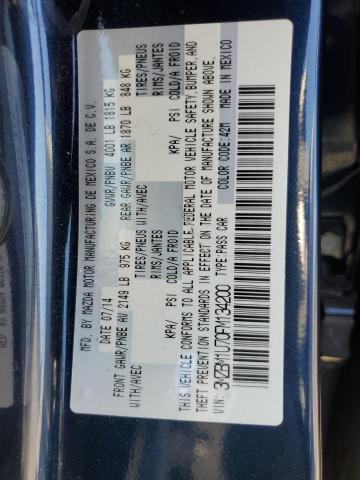 MFD. BY MAZDA MOTOR MANUFACTURING DE MEXICO S.A. DE C.V.
DATE 07/14 GVWR/PNBV 4001 LB 1815 KG
FRONT GAWR/PNBE AV 2149 LB 975 KG REAR GAWR/PNBE AR 1870 LB 848 KG
WITH/AVEC TIRES/PNEUS WITH/AVEC TIRES/PNEUS
RIMS/JANTES RIMS/JANTES
KPA/ PSI COLD/A FROID KPA/ PSI COLD/A FROID
THIS VEHICLE CONFORMS TO ALL APPLICABLE FEDERAL MOTOR VEHICLE SAFETY, BUMPER, AND
THEFT PREVENTION STANDARDS IN EFFECT ON THE DATE OF MANUFACTURE SHOWN ABOVE.
VIN: 3MZBM1U70FM134200 TYPE:PASS CAR COLOR CODE:42M MADE IN MEXICO